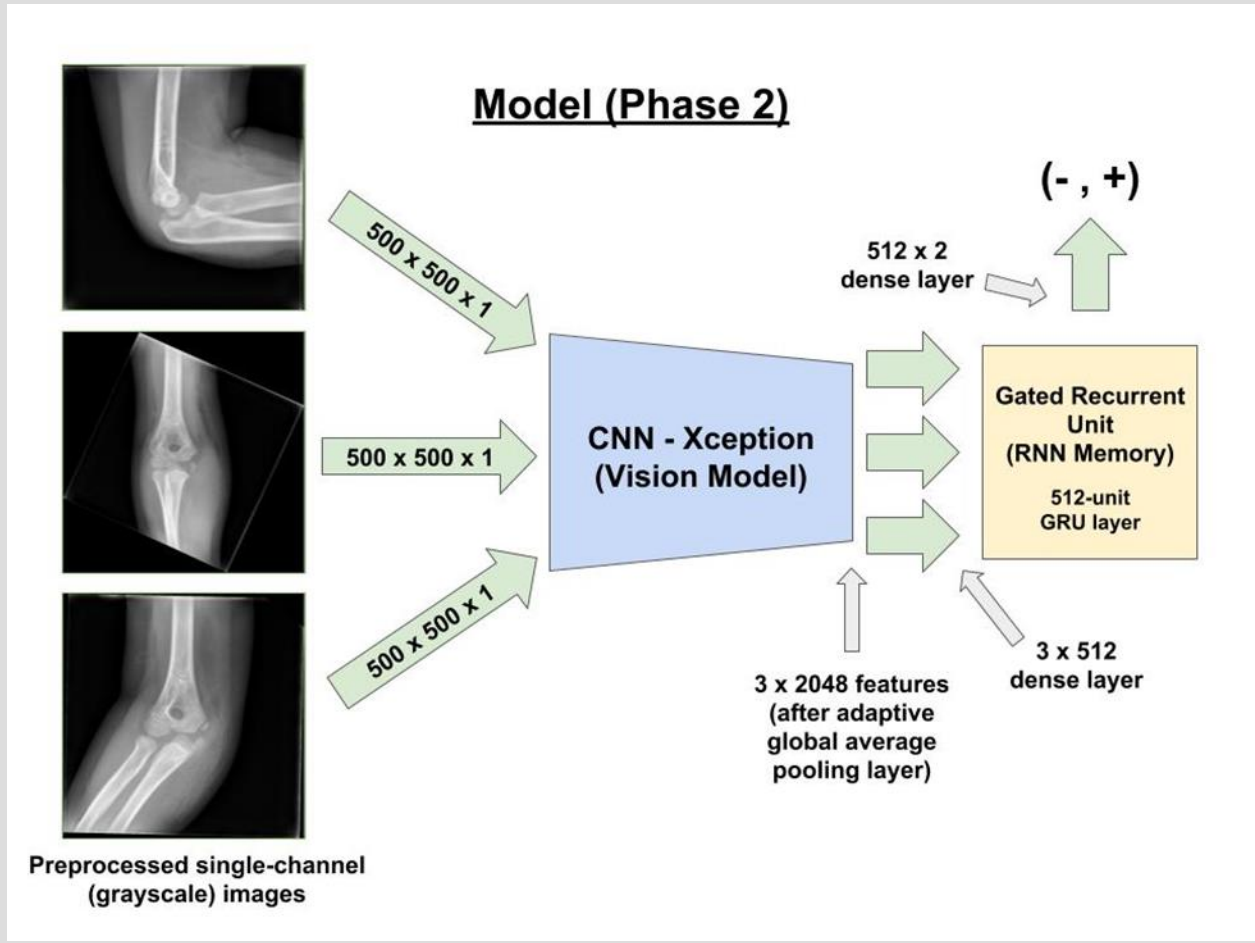 Model (Phase 2)
500 x 500 x 1
500 x 500 x 1
500 x 500 x 1
Preprocessed single-channel
(grayscale) images
CNN - Xception
(Vision Model)
3 x 2048 features
(after adaptive
global average
pooling layer)
3 x 512
dense layer
Gated Recurrent
Unit
(RNN Memory)
512-unit
GRU layer
512 x 2
dense layer
(- , +)